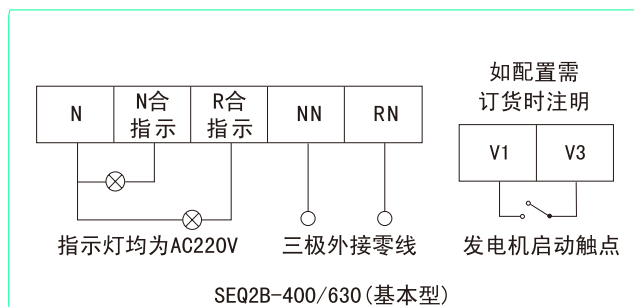 如配置需
订货时注明
N
N合
指示
R合
指示
NN
RN
V1
V3
指示灯均为AC220V
三极外接零线
发电机启动触点
SEQ2B-400/630(基本型)